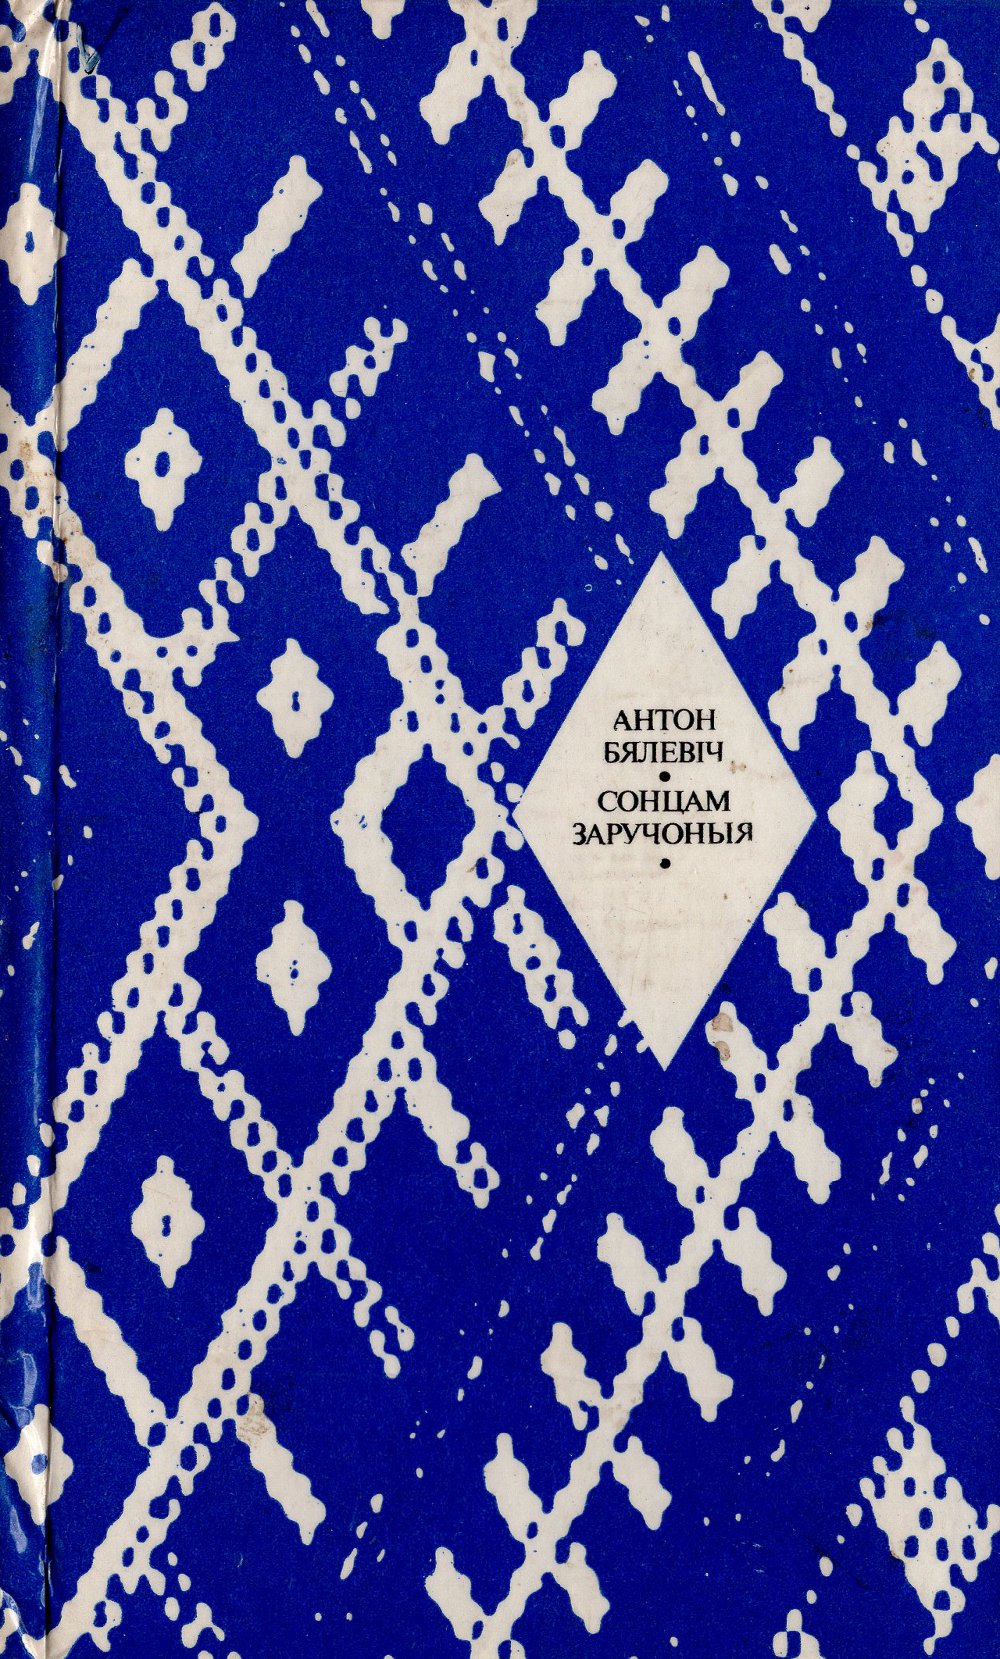 АНТОН
БЯЛЕВІЧ
•
СОНЦАМ
ЗАРУЧОНЫЯ
•